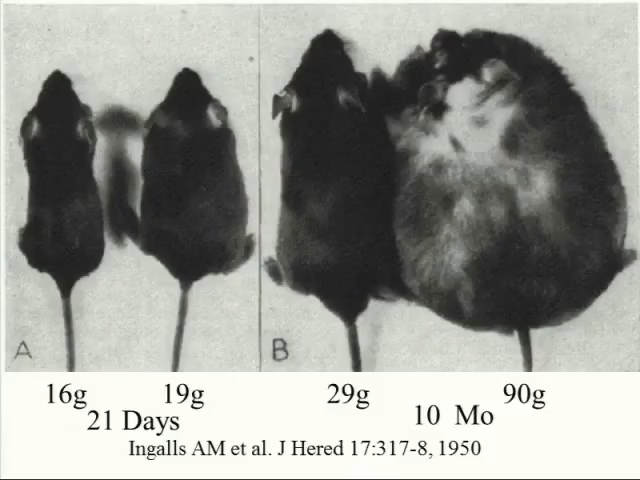 A
B
16g 19g 29g 90g
21 Days 10 Mo
Ingalls AM et al. J Hered 17:317-8, 1950